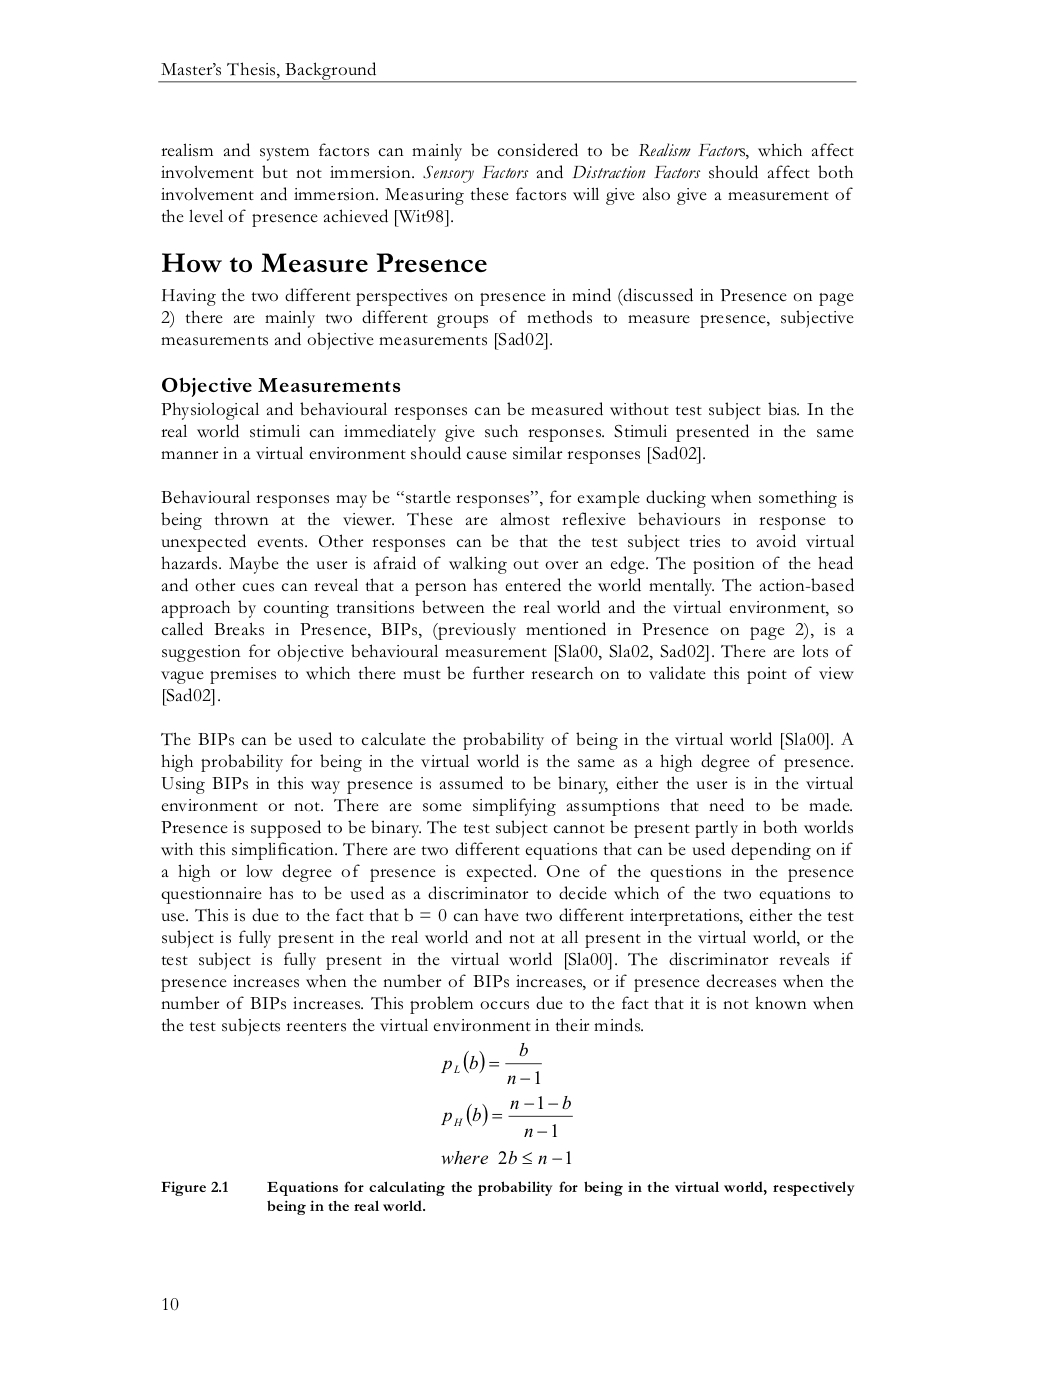 Master's Thesis, Background
realism and system factors can mainly be considered to be Realism Factors, which affect
involvement but not immersion. Sensory Factors and Distraction Factors should affect both
involvement and immersion. Measuring these factors will give also give a measurement of
the level of presence achieved [Wit98].
How to Measure Presence
Having the two different perspectives on presence in mind (discussed in Presence on page
2) there are mainly two different groups of methods to measure presence, subjective
measurements and objective measurements [Sad02].
Objective Measurements
Physiological and behavioural responses can be measured without test subject bias. In the
real world stimuli can immediately give such responses. Stimuli presented in the same
manner in a virtual environment should cause similar responses [Sad02].
Behavioural responses may be “startle responses”, for example ducking when something is
being thrown at the viewer. These are almost reflexive behaviours in response to
unexpected events. Other responses can be that the test subject tries to avoid virtual
hazards. Maybe the user is afraid of walking out over an edge. The position of the head
and other cues can reveal that a person has entered the world mentally. The action-based
approach by counting transitions between the real world and the virtual environment, so
called Breaks in Presence, BIPs, (previously mentioned in Presence on page 2), is a
suggestion for objective behavioural measurement [Sla00, Sla02, Sad02]. There are lots of
vague premises to which there must be further research on to validate this point of view
[Sad02].
The BIPs can be used to calculate the probability of being in the virtual world [Sla00]. A
high probability for being in the virtual world is the same as a high degree of presence.
Using BIPs in this way presence is assumed to be binary, either the user is in the virtual
environment or not. There are some simplifying assumptions that need to be made.
Presence is supposed to be binary. The test subject cannot be present partly in both worlds
with this simplification. There are two different equations that can be used depending on if
a high or low degree of presence is expected. One of the questions in the presence
questionnaire has to be used as a discriminator to decide which of the two equations to
use. This is due to the fact that b = 0 can have two different interpretations, either the test
subject is fully present in the real world and not at all present in the virtual world, or the
test subject is fully present in the virtual world [Sla00]. The discriminator reveals if
presence increases when the number of BIPs increases, or if presence decreases when the
number of BIPs increases. This problem occurs due to the fact that it is not known when
the test subjects reenters the virtual environment in their minds.
p_L(b) = b / (n − 1)
p_H(b) = (n − 1 − b) / (n − 1)
where 2b ≤ n − 1
Figure 2.1 Equations for calculating the probability for being in the virtual world, respectively
being in the real world.
10